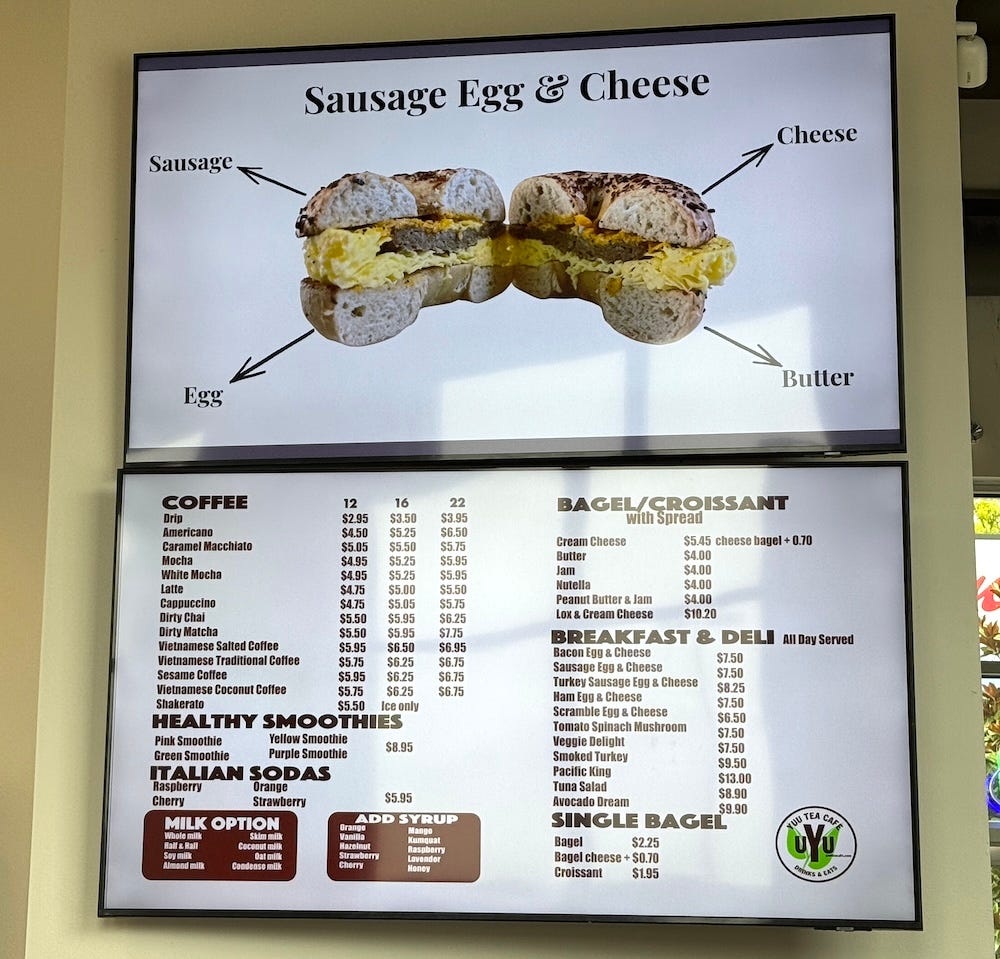 Sausage Egg & Cheese
Sausage
Cheese
Egg
Butter
COFFEE 12 16 22
Drip $2.95 $3.50 $3.95
Americano $4.50 $5.25 $6.50
Caramel Macchiato $5.05 $5.50 $5.75
Mocha $4.95 $5.25 $5.95
White Mocha $4.95 $5.25 $5.95
Latte $4.75 $5.00 $5.50
Cappuccino $4.75 $5.05 $5.75
Dirty Chai $5.50 $5.95 $6.25
Dirty Matcha $5.50 $5.95 $7.75
Vietnamese Salted Coffee $5.95 $6.50 $6.95
Vietnamese Traditional Coffee $5.75 $6.25 $6.75
Sesame Coffee $5.95 $6.25 $6.75
Vietnamese Coconut Coffee $5.75 $6.25 $6.75
Shakerato $5.50 Ice only
HEALTHY SMOOTHIES
Pink Smoothie Yellow Smoothie
Green Smoothie Purple Smoothie $8.95
ITALIAN SODAS
Raspberry Orange
Cherry Strawberry $5.95
MILK OPTION
Whole milk Skim milk
Half & Half Coconut milk
Soy milk Oat milk
Almond milk Condense milk
ADD SYRUP
Orange Mango
Vanilla Kumquat
Hazelnut Raspberry
Strawberry Lavender
Cherry Honey
BAGEL/CROISSANT
with Spread
Cream Cheese $5.45 cheese bagel + 0.70
Butter $4.00
Jam $4.00
Nutella $4.00
Peanut Butter & Jam $4.00
Lox & Cream Cheese $10.20
BREAKFAST & DELI All Day Served
Bacon Egg & Cheese $7.50
Sausage Egg & Cheese $7.50
Turkey Sausage Egg & Cheese $8.25
Ham Egg & Cheese $7.50
Scramble Egg & Cheese $6.50
Tomato Spinach Mushroom $7.50
Veggie Delight $7.50
Smoked Turkey $9.50
Pacific King $13.00
Tuna Salad $8.90
Avocado Dream $9.90
SINGLE BAGEL
Bagel $2.25
Bagel cheese + $0.70
Croissant $1.95
YUU TEA CAFE
UYU
DRINKS & EATS